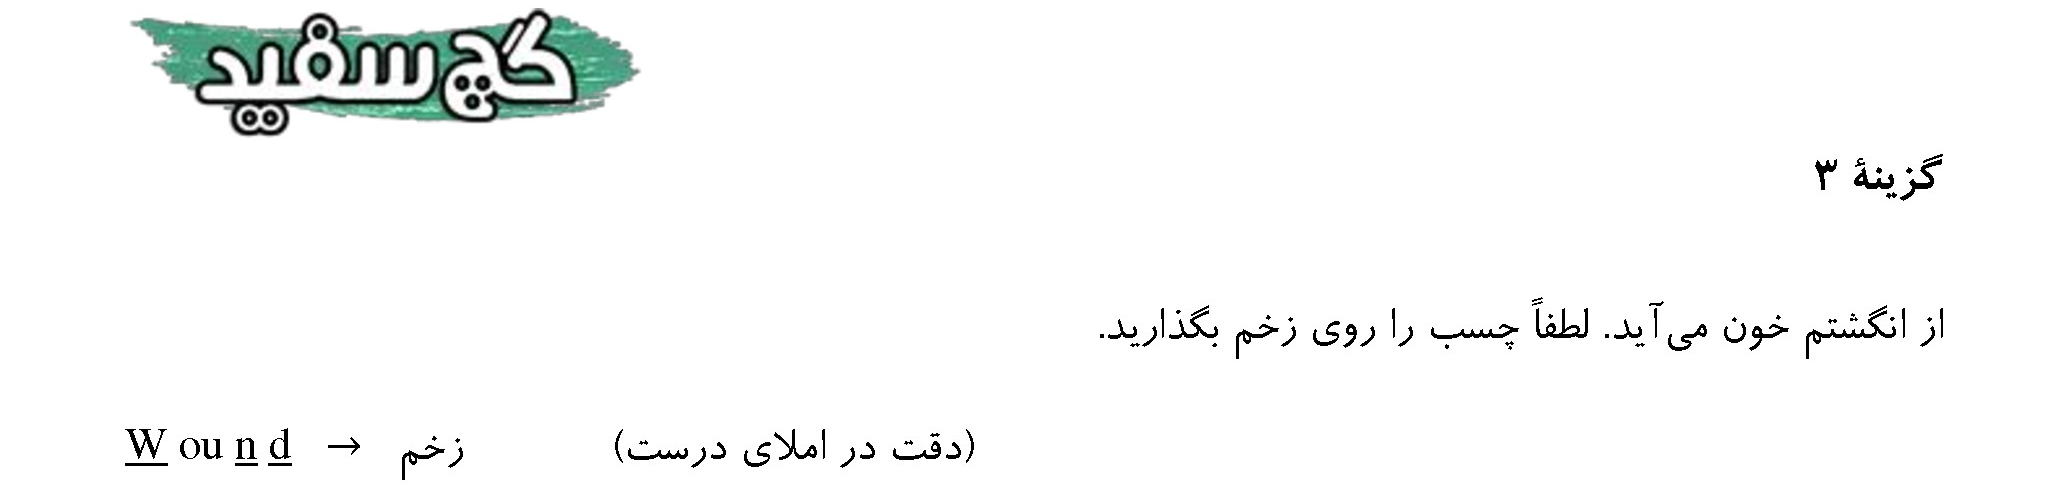 گچ سفید
گزینهٔ ۳
از انگشتم خون می‌آید. لطفاً چسب را روی زخم بگذارید.
W ou n d → زخم (دقت در املای درست)